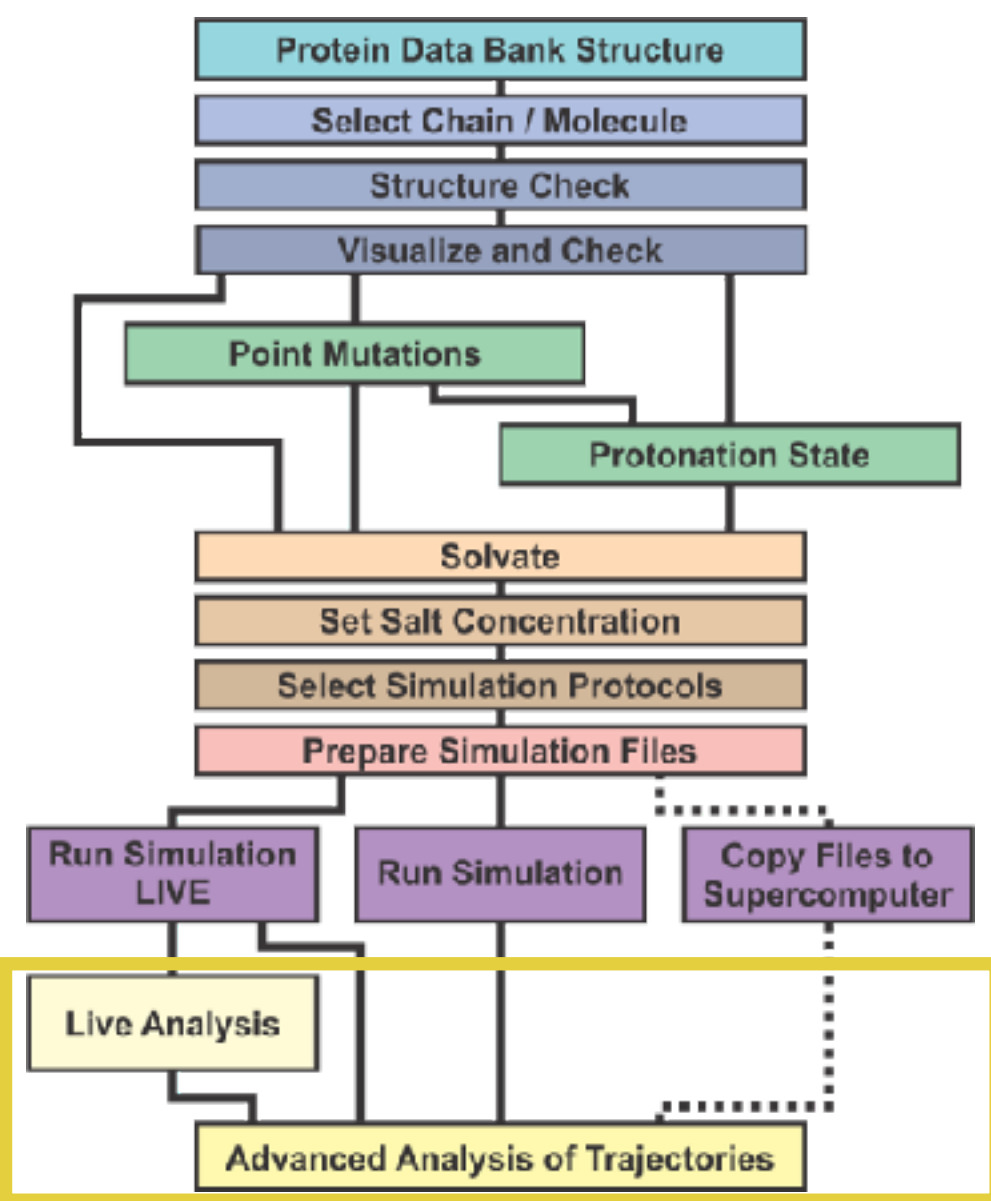 Protein Data Bank Structure
Select Chain / Molecule
Structure Check
Visualize and Check
Point Mutations
Protonation State
Solvate
Set Salt Concentration
Select Simulation Protocols
Prepare Simulation Files
Run Simulation
LIVE
Run Simulation
Copy Files to
Supercomputer
Live Analysis
Advanced Analysis of Trajectories